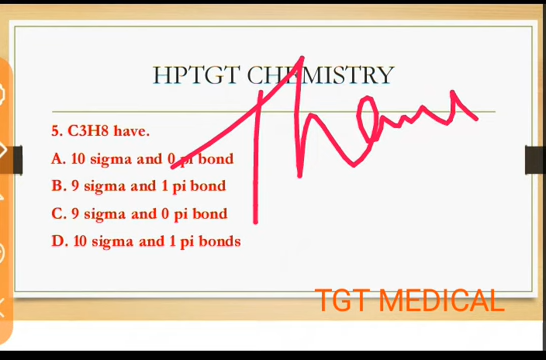 HPTGT CHEMISTRY
5. C3H8 have.
A. 10 sigma and 0 pi bond
B. 9 sigma and 1 pi bond
C. 9 sigma and 0 pi bond
D. 10 sigma and 1 pi bonds
TGT MEDICAL